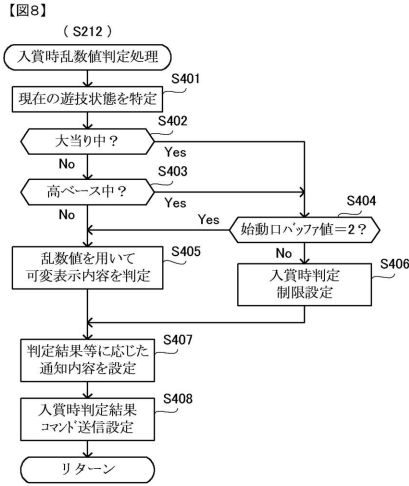 【図8】
( S212 )
入賞時乱数値判定処理
S401
現在の遊技状態を特定
S402
大当り中?
Yes
No
S403
高ベース中?
Yes
No
S404
始動口バッファ値=2?
Yes
No
S405
乱数値を用いて
可変表示内容を判定
S406
入賞時判定
制限設定
S407
判定結果等に応じた
通知内容を設定
S408
入賞時判定結果
コマンド送信設定
リターン